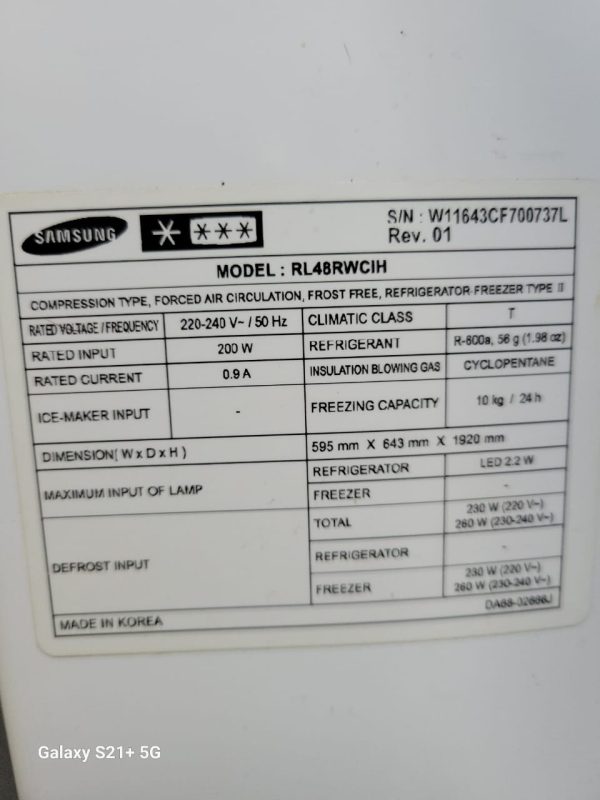 SAMSUNG
S/N : W11643CF700737L
Rev. 01
MODEL : RL48RWCIH
COMPRESSION TYPE, FORCED AIR CIRCULATION, FROST FREE, REFRIGERATOR-FREEZER TYPE II
RATED VOLTAGE / FREQUENCY 220-240 V~ / 50 Hz CLIMATIC CLASS T
RATED INPUT 200 W REFRIGERANT R-600a, 56 g (1.98 oz)
RATED CURRENT 0.9 A INSULATION BLOWING GAS CYCLOPENTANE
ICE-MAKER INPUT - FREEZING CAPACITY 10 kg / 24 h
DIMENSION( W x D x H ) 595 mm X 643 mm X 1920 mm
MAXIMUM INPUT OF LAMP REFRIGERATOR LED 2.2 W
FREEZER -
DEFROST INPUT TOTAL 230 W (220 V~)
260 W (230-240 V~)
REFRIGERATOR -
FREEZER 230 W (220 V~)
260 W (230-240 V~)
MADE IN KOREA
Galaxy S21+ 5G